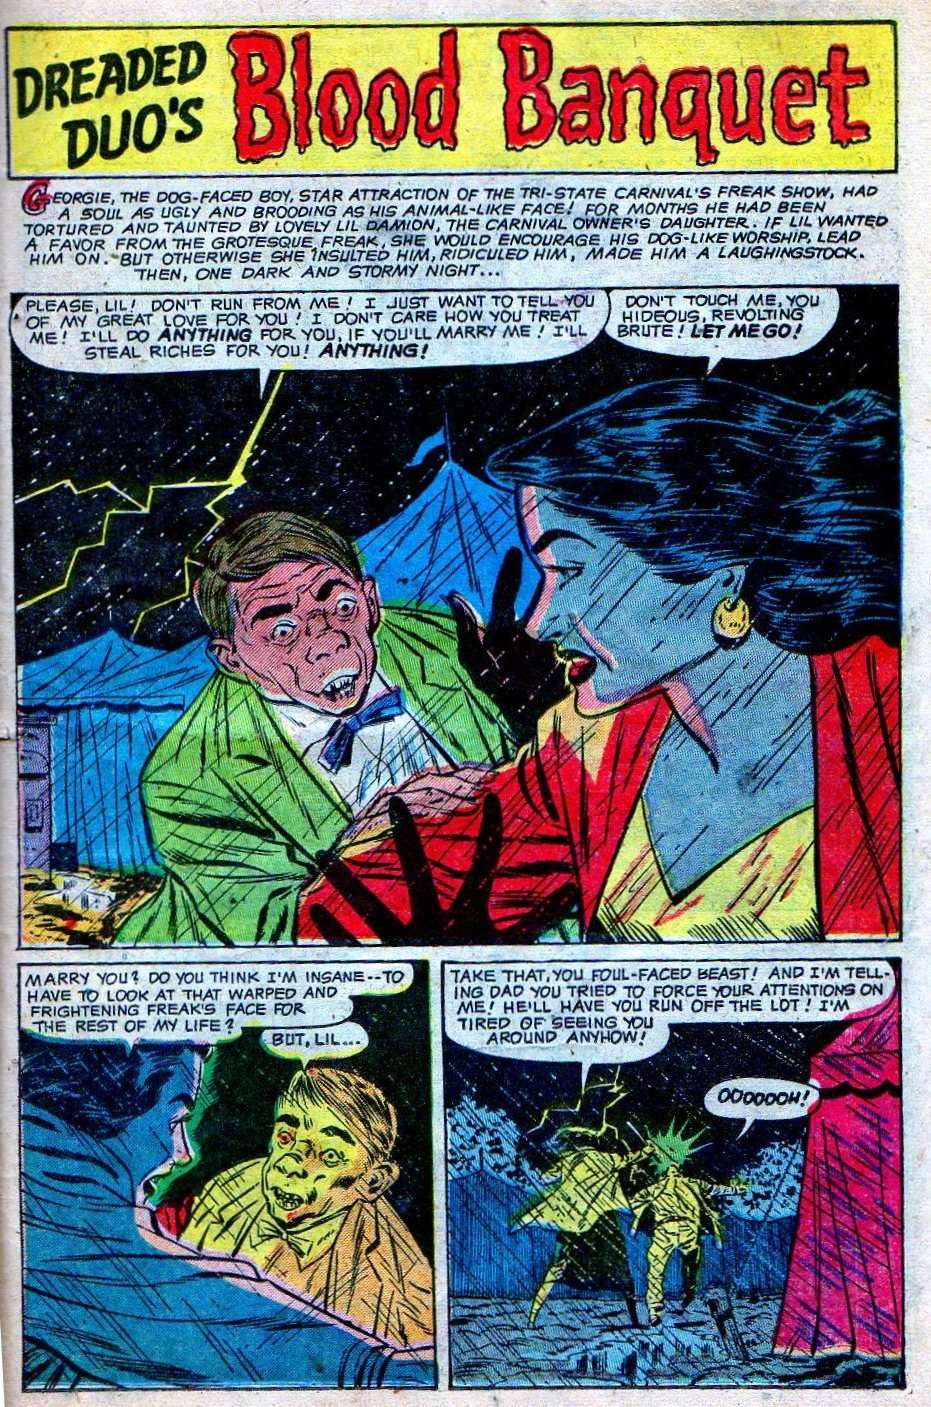 DREADED
DUO'S
Blood Banquet
GEORGIE, THE DOG-FACED BOY, STAR ATTRACTION OF THE TRI-STATE CARNIVAL'S FREAK SHOW, HAD
A SOUL AS UGLY AND BROODING AS HIS ANIMAL-LIKE FACE! FOR MONTHS HE HAD BEEN
TORTURED AND TAUNTED BY LOVELY LIL DAMION, THE CARNIVAL OWNER'S DAUGHTER. IF LIL WANTED
A FAVOR FROM THE GROTESQUE FREAK, SHE WOULD ENCOURAGE HIS DOG-LIKE WORSHIP, LEAD
HIM ON. BUT OTHERWISE SHE INSULTED HIM, RIDICULED HIM, MADE HIM A LAUGHINGSTOCK.
THEN, ONE DARK AND STORMY NIGHT...
PLEASE, LIL! DON'T RUN FROM ME! I JUST WANT TO TELL YOU
OF MY GREAT LOVE FOR YOU! I DON'T CARE HOW YOU TREAT
ME! I'LL DO ANYTHING FOR YOU, IF YOU'LL MARRY ME! I'LL
STEAL RICHES FOR YOU! ANYTHING!
DON'T TOUCH ME, YOU
HIDEOUS, REVOLTING
BRUTE! LET ME GO!
MARRY YOU? DO YOU THINK I'M INSANE--TO
HAVE TO LOOK AT THAT WARPED AND
FRIGHTENING FREAK'S FACE FOR
THE REST OF MY LIFE?
BUT, LIL...
TAKE THAT, YOU FOUL-FACED BEAST! AND I'M TELL-
ING DAD YOU TRIED TO FORCE YOUR ATTENTIONS ON
ME! HE'LL HAVE YOU RUN OFF THE LOT! I'M
TIRED OF SEEING YOU
AROUND ANYHOW!
OOOOOOH!